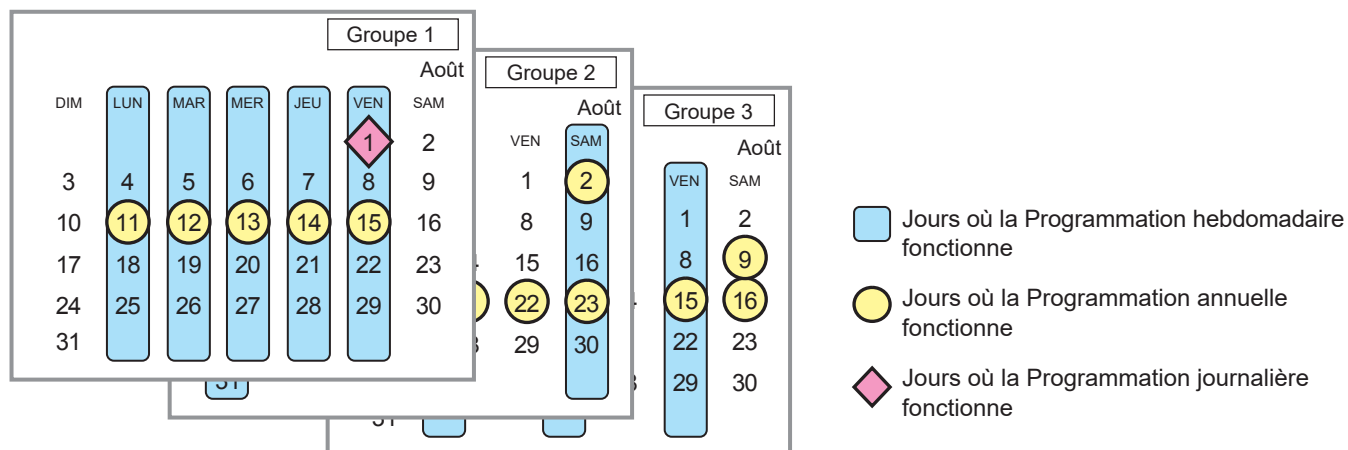 Groupe 1
Août
DIM LUN MAR MER JEU VEN SAM
1 2
3 4 5 6 7 8 9
10 11 12 13 14 15 16
17 18 19 20 21 22 23
24 25 26 27 28 29 30
31
Groupe 2
Août
VEN SAM
1 2
8 9
15 16
22 23
29 30
31
Groupe 3
Août
VEN SAM
1 2
8 9
15 16
22 23
29 30
31
Jours où la Programmation hebdomadaire
fonctionne
Jours où la Programmation annuelle
fonctionne
Jours où la Programmation journalière
fonctionne